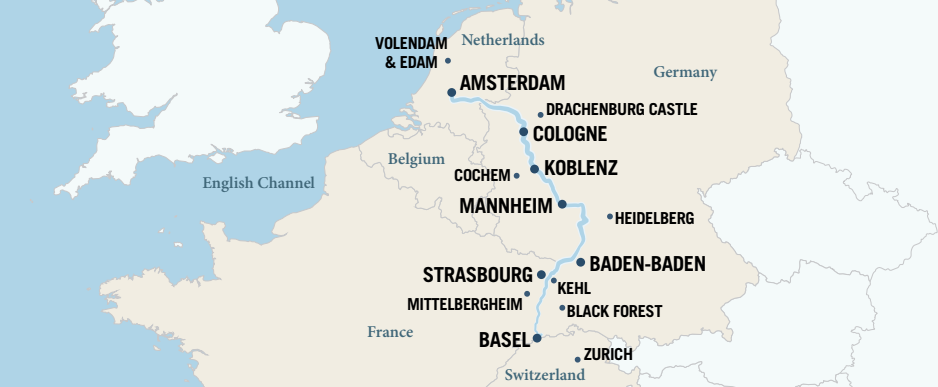 VOLENDAM
& EDAM
Netherlands
Germany
AMSTERDAM
DRACHENBURG CASTLE
COLOGNE
Belgium
KOBLENZ
COCHEM
English Channel
MANNHEIM
HEIDELBERG
BADEN-BADEN
STRASBOURG
KEHL
MITTELBERGHEIM
BLACK FOREST
France
BASEL
ZURICH
Switzerland